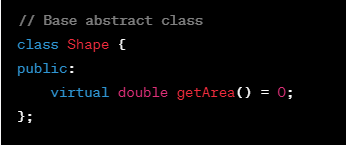 // Base abstract class
class Shape {
public:
    virtual double getArea() = 0;
};